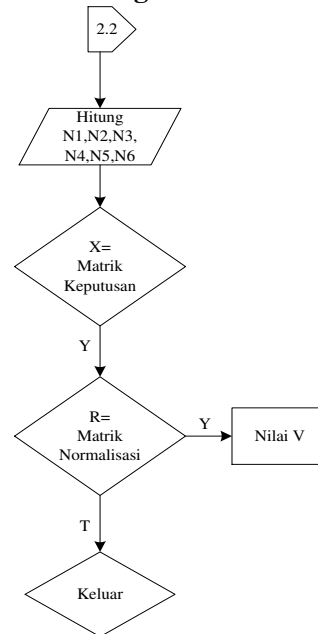 2.2
Hitung
N1,N2,N3,
N4,N5,N6
X=
Matrik
Keputusan
Y
R=
Matrik
Normalisasi
Y
Nilai V
T
Keluar